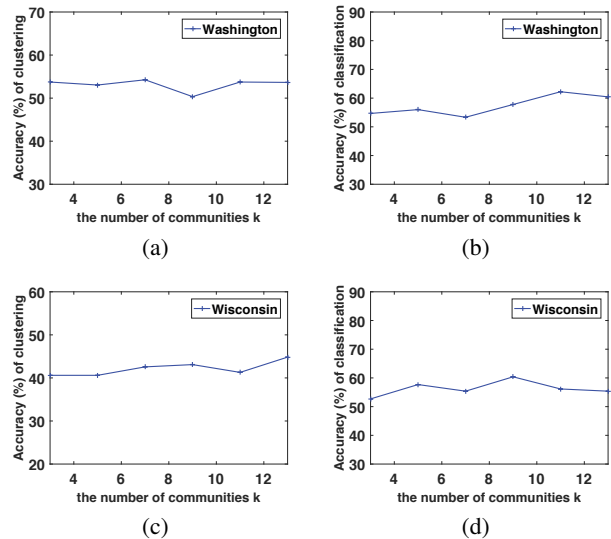 Accuracy (%) of clustering
70
60
50
40
30
Washington
4 6 8 10 12
the number of communities k
(a)
Accuracy (%) of classification
90
80
70
60
50
40
30
Washington
4 6 8 10 12
the number of communities k
(b)
Accuracy (%) of clustering
60
50
40
30
20
Wisconsin
4 6 8 10 12
the number of communities k
(c)
Accuracy (%) of classification
90
80
70
60
50
40
30
Wisconsin
4 6 8 10 12
the number of communities k
(d)